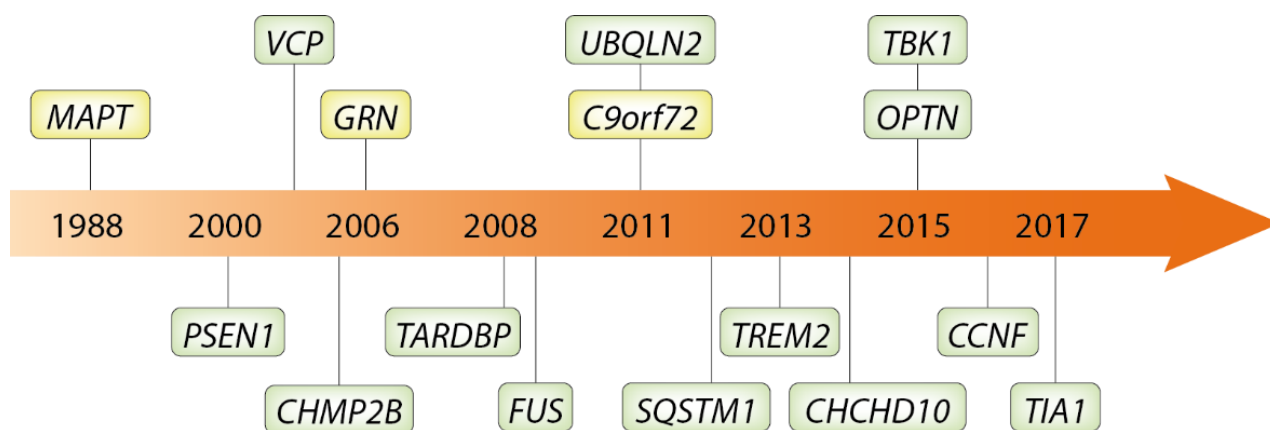 VCP UBQLN2 TBK1
MAPT GRN C9orf72 OPTN
1988 2000 2006 2008 2011 2013 2015 2017
PSEN1 TARDBP TREM2 CCNF
CHMP2B FUS SQSTM1 CHCHD10 TIA1